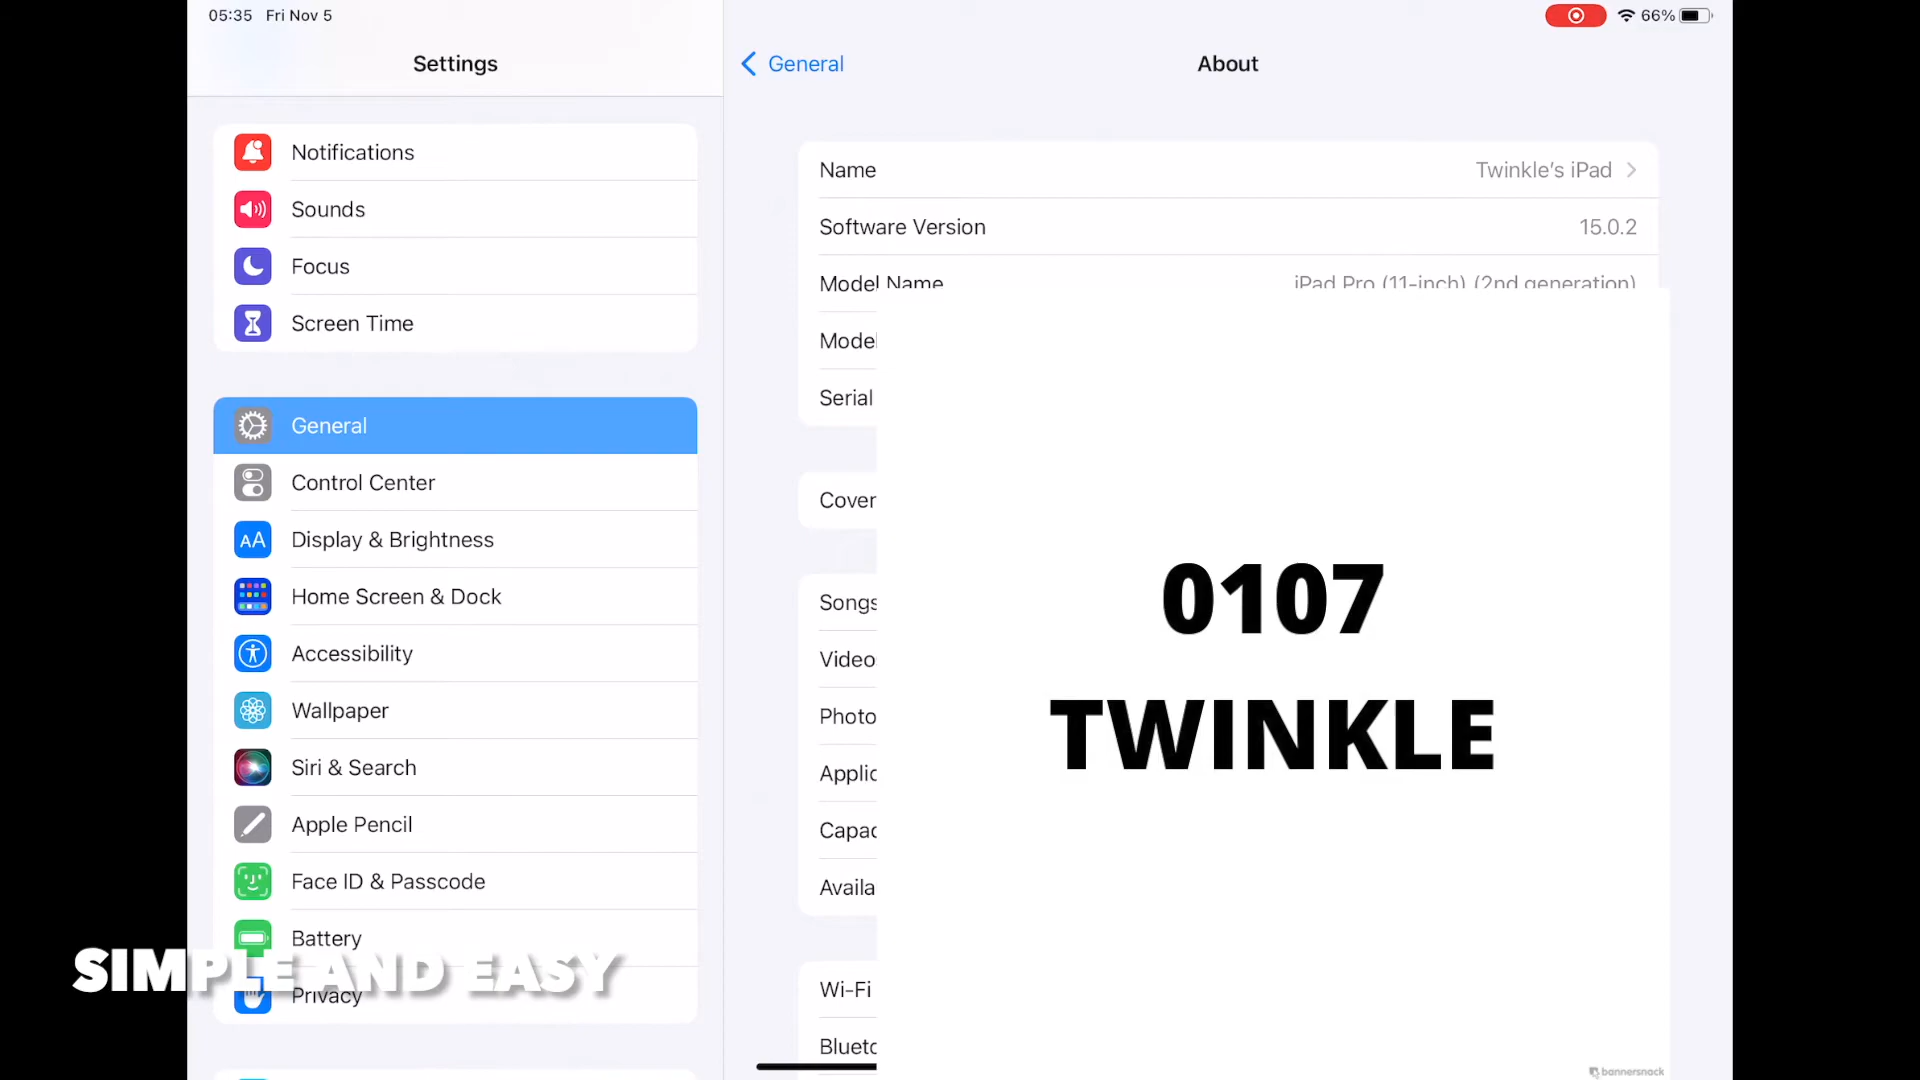 05:35 Fri Nov 5
66%
Settings
Notifications
Sounds
Focus
Screen Time
General
Control Center
AA
Display & Brightness
Home Screen & Dock
Accessibility
Wallpaper
Siri & Search
Apple Pencil
Face ID & Passcode
Battery
Privacy
SIMPLE AND EASY
General
About
Name Twinkle's iPad
Software Version 15.0.2
Model Name iPad Pro (11-inch) (2nd generation)
Model
Serial
Cover
Songs
Video
Photo
Applic
Capac
Availa
Wi-Fi
Blueto
0107
TWINKLE
bannersnack